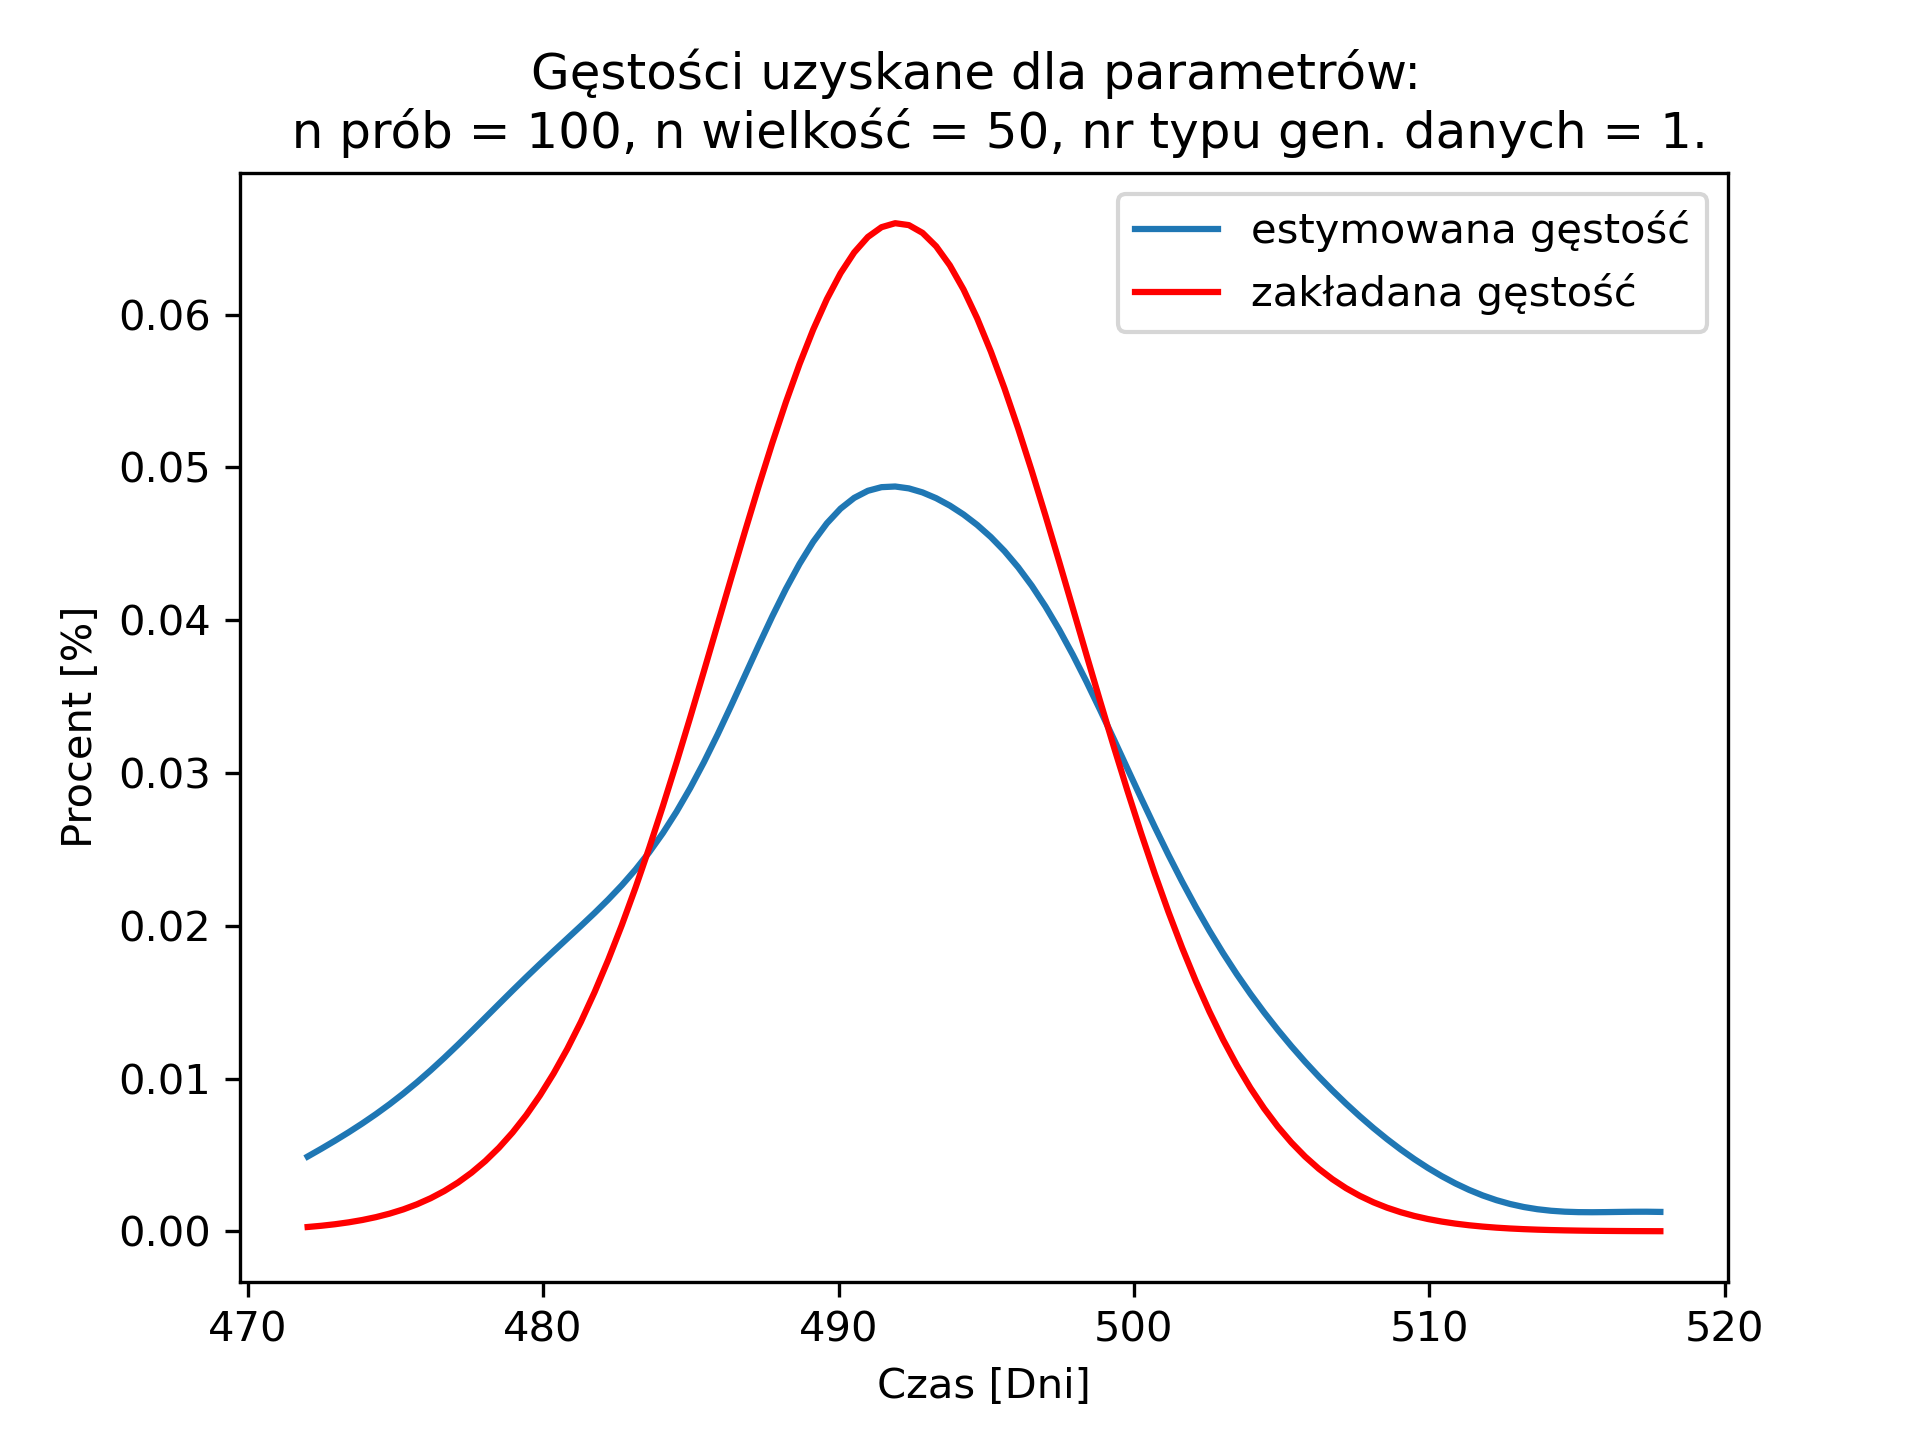 Gęstości uzyskane dla parametrów:
n prób = 100, n wielkość = 50, nr typu gen. danych = 1.
estymowana gęstość
zakładana gęstość
0.06
0.05
0.04
0.03
0.02
0.01
0.00
Procent [%]
470 480 490 500 510 520
Czas [Dni]